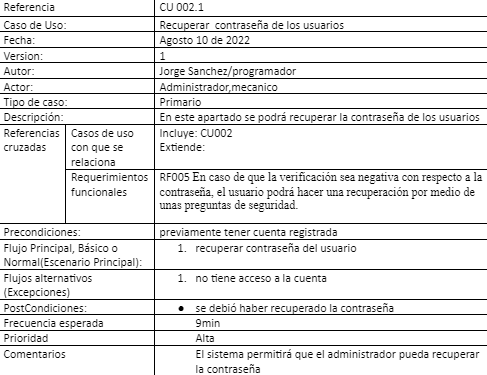 Referencia CU 002.1
Caso de Uso: Recuperar contraseña de los usuarios
Fecha: Agosto 10 de 2022
Version: 1
Autor: Jorge Sanchez/programador
Actor: Administrador,mecanico
Tipo de caso: Primario
Descripción: En este apartado se podrá recuperar la contraseña de los usuarios
Referencias cruzadas
Casos de uso con que se relaciona
Incluye: CU002
Extiende:
Requerimientos funcionales
RF005 En caso de que la verificación sea negativa con respecto a la
contraseña, el usuario podrá hacer una recuperación por medio de
unas preguntas de seguridad.
Precondiciones: previamente tener cuenta registrada
Flujo Principal, Básico o
Normal(Escenario Principal):
1. recuperar contraseña del usuario
Flujos alternativos
(Excepciones)
1. no tiene acceso a la cuenta
PostCondiciones: ● se debió haber recuperado la contraseña
Frecuencia esperada 9min
Prioridad Alta
Comentarios El sistema permitirá que el administrador pueda recuperar
la contraseña